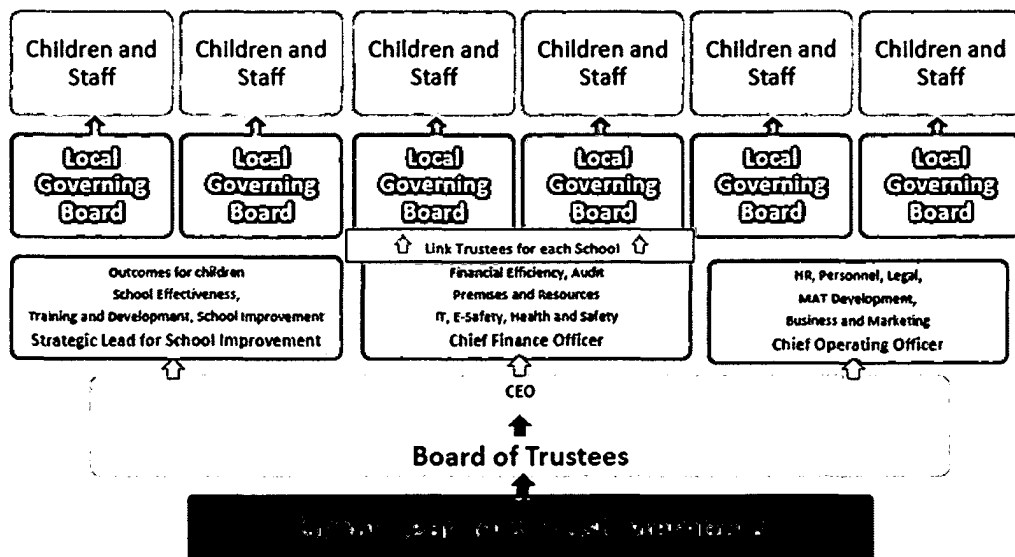 Children and Staff
Children and Staff
Children and Staff
Children and Staff
Children and Staff
Children and Staff
Local Governing Board
Local Governing Board
Local Governing Board
Local Governing Board
Local Governing Board
Local Governing Board
Link Trustees for each School
Outcomes for children
School Effectiveness,
Training and Development, School Improvement
Strategic Lead for School Improvement
Financial Efficiency, Audit
Premises and Resources
IT, E-Safety, Health and Safety
Chief Finance Officer
HR, Personnel, Legal,
MAT Development,
Business and Marketing
Chief Operating Officer
CEO
Board of Trustees